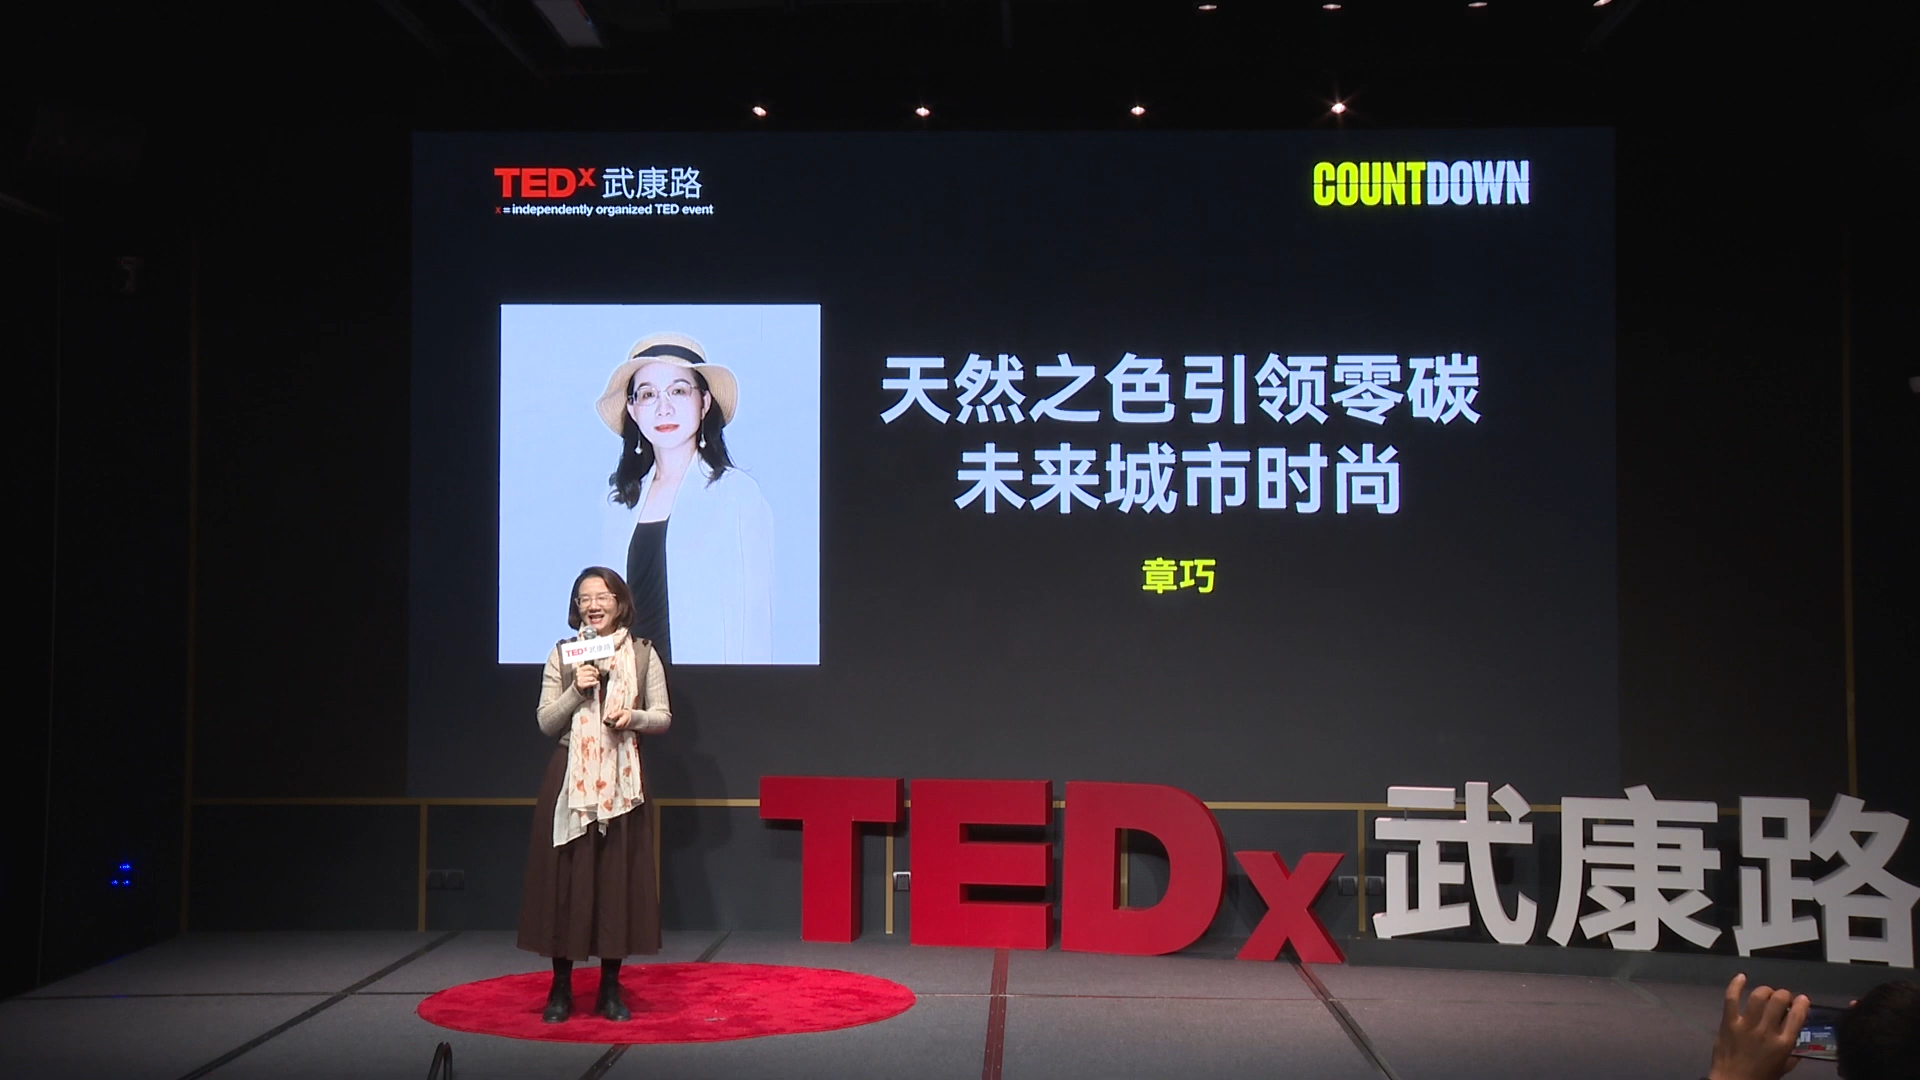 TEDx 武康路
x = independently organized TED event
COUNTDOWN
天然之色引领零碳
未来城市时尚
章巧
TEDx 武康路
TEDx 武康路